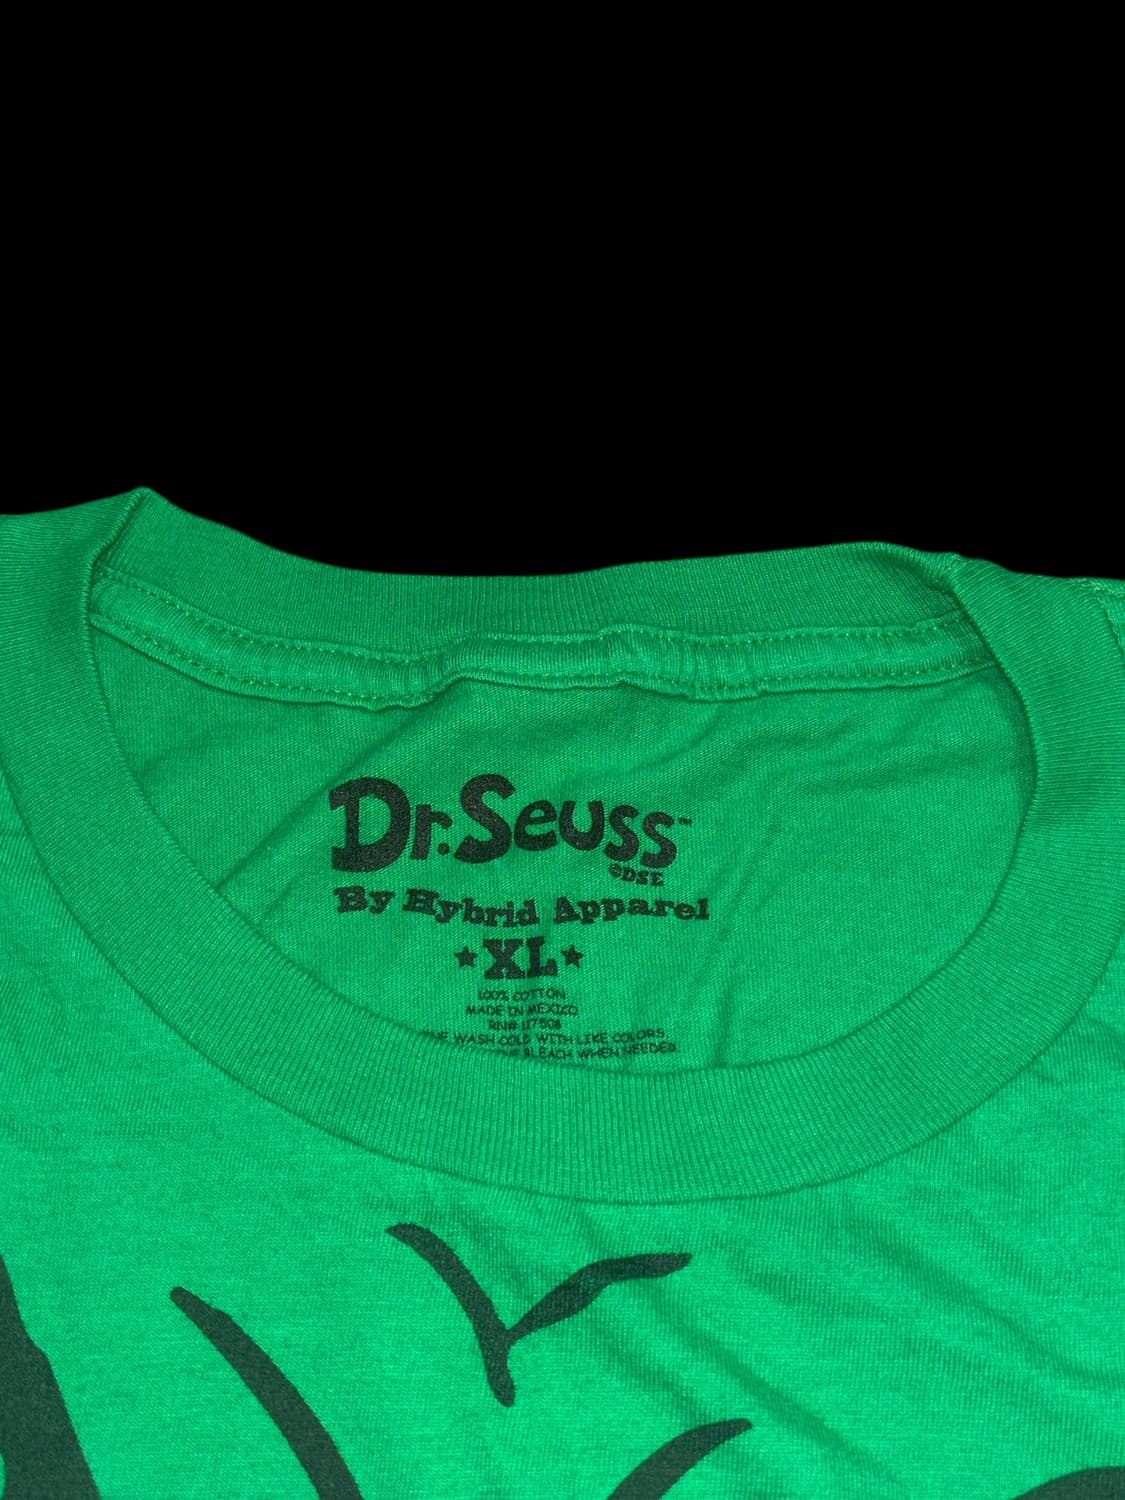 Dr. Seuss™
©DSE
By Hybrid Apparel
★XL★
100% COTTON
MADE IN MEXICO
RN# 117508
WASH COLD WITH LIKE COLORS.
BLEACH WHEN NEEDED.